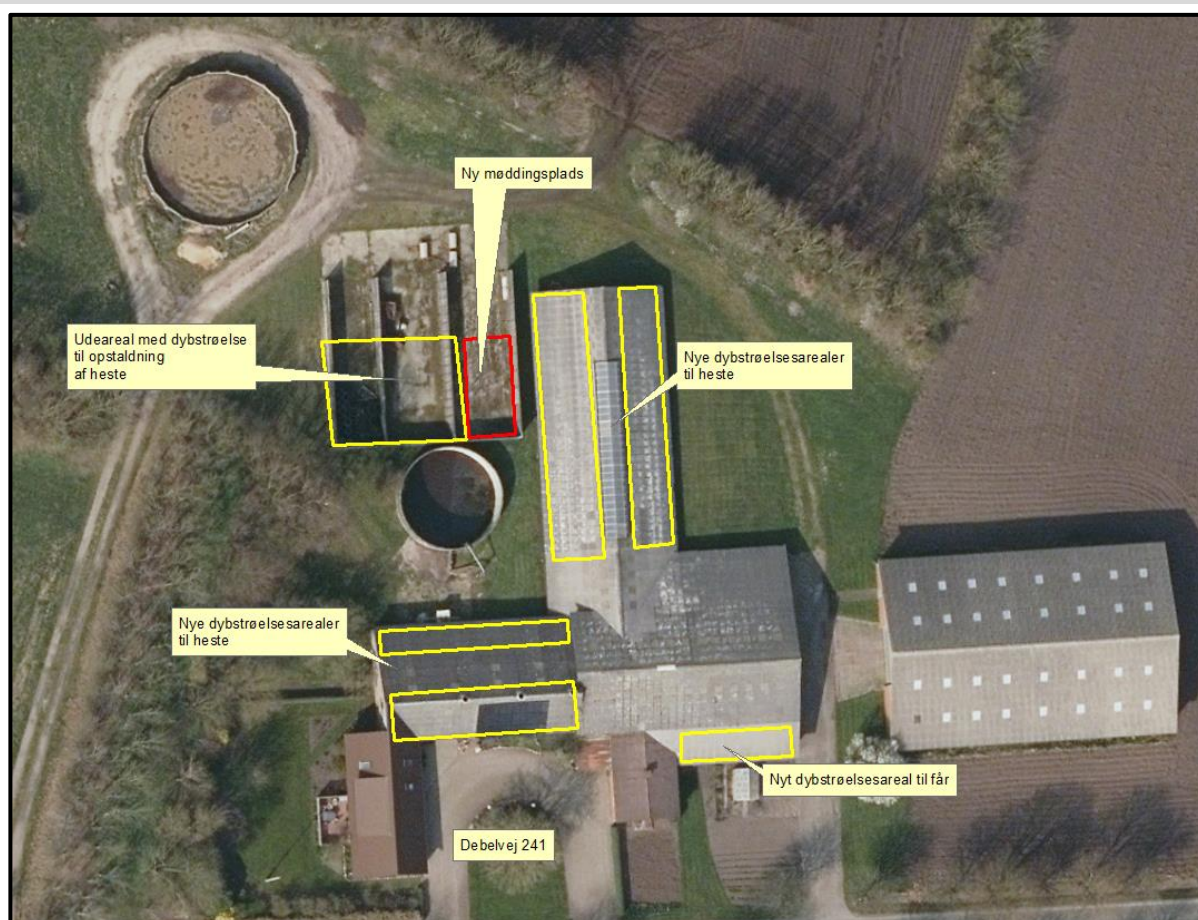 Ny møddingsplads
Udeareal med dybstrøelse
til opstaldning
af heste
Nye dybstrøelsesarealer
til heste
Nye dybstrøelsesarealer
til heste
Nyt dybstrøelsesareal til får
Debelvej 241